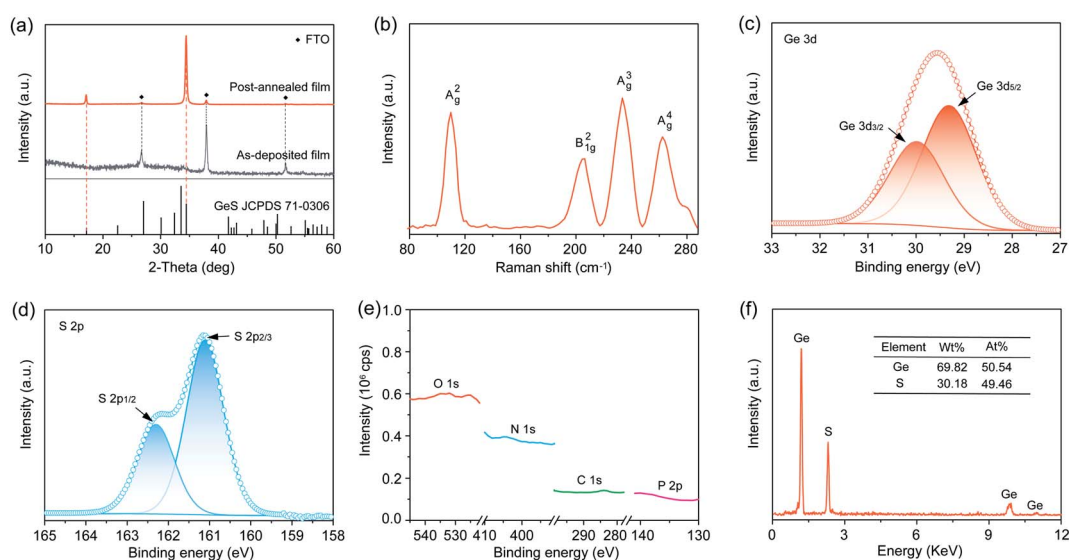 (a)
◆ FTO
Post-annealed film
As-deposited film
GeS JCPDS 71-0306
Intensity (a.u.)
10 20 30 40 50 60
2-Theta (deg)
(b)
A²g
B²1g
A³g
A⁴g
Intensity (a.u.)
80 120 160 200 240 280
Raman shift (cm⁻¹)
(c)
Ge 3d
Ge 3d5/2
Ge 3d3/2
Intensity (a.u.)
33 31 30 29 28 27
Binding energy (eV)
(d)
S 2p
S 2p2/3
S 2p1/2
Intensity (a.u.)
165 164 163 162 161 160 159 158
Binding energy (eV)
(e)
1.0
0.8
0.6
0.4
0.2
0.0
O 1s
N 1s
C 1s
P 2p
Intensity (10⁶ cps)
540 530 410 400 290 280 140 130
Binding energy (keV)
(f)
Ge
S
Ge
Ge
Element Wt% At%
Ge 69.82 50.54
S 30.18 49.46
Intensity (a.u.)
0 3 6 9 12
Energy (KeV)